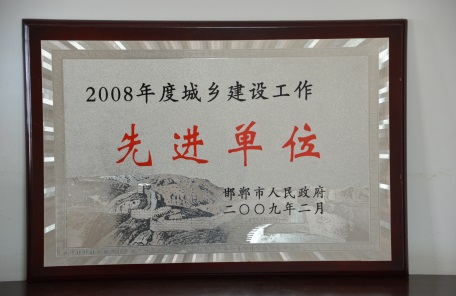 2008年度城乡建设工作
先进单位
邯郸市人民政府
二〇〇九年二月